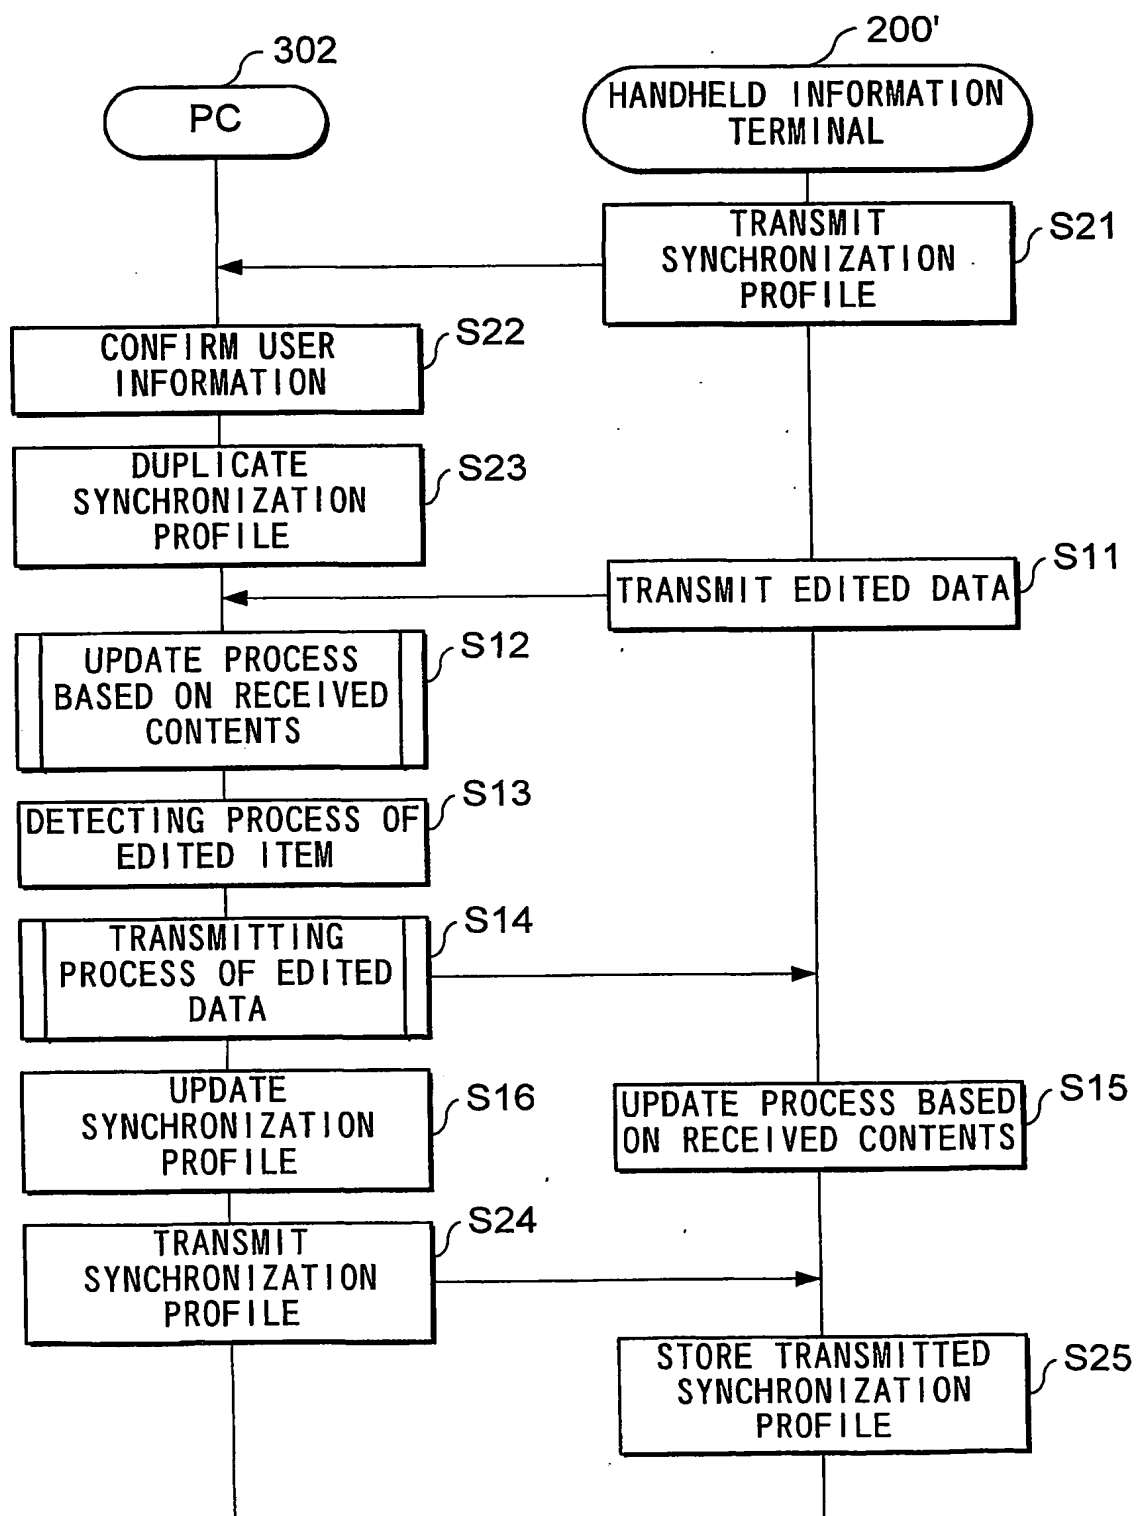 302
PC
200'
HANDHELD INFORMATION
TERMINAL
TRANSMIT
SYNCHRONIZATION
PROFILE
S21
CONFIRM USER
INFORMATION
S22
DUPLICATE
SYNCHRONIZATION
PROFILE
S23
TRANSMIT EDITED DATA
S11
UPDATE PROCESS
BASED ON RECEIVED
CONTENTS
S12
DETECTING PROCESS OF
EDITED ITEM
S13
TRANSMITTING
PROCESS OF EDITED
DATA
S14
UPDATE
SYNCHRONIZATION
PROFILE
S16
UPDATE PROCESS BASED
ON RECEIVED CONTENTS
S15
TRANSMIT
SYNCHRONIZATION
PROFILE
S24
STORE TRANSMITTED
SYNCHRONIZATION
PROFILE
S25